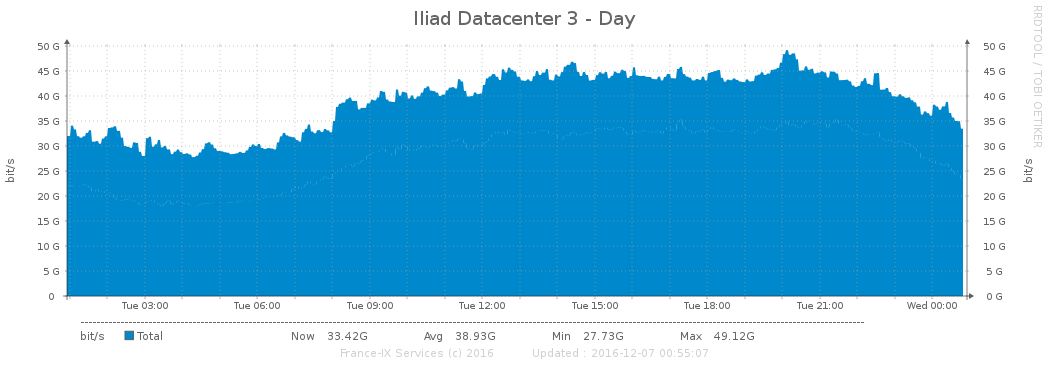 Iliad Datacenter 3 - Day
RRDTOOL / TOBI OETIKER
50 G 50 G
45 G 45 G
40 G 40 G
35 G 35 G
30 G 30 G
25 G 25 G
20 G 20 G
15 G 15 G
10 G 10 G
5 G 5 G
0 0 G
bit/s bit/s
Tue 03:00 Tue 06:00 Tue 09:00 Tue 12:00 Tue 15:00 Tue 18:00 Tue 21:00 Wed 00:00
bit/s Total Now 33.42G Avg 38.93G Min 27.73G Max 49.12G
France-IX Services (c) 2016 Updated : 2016-12-07 00:55:07